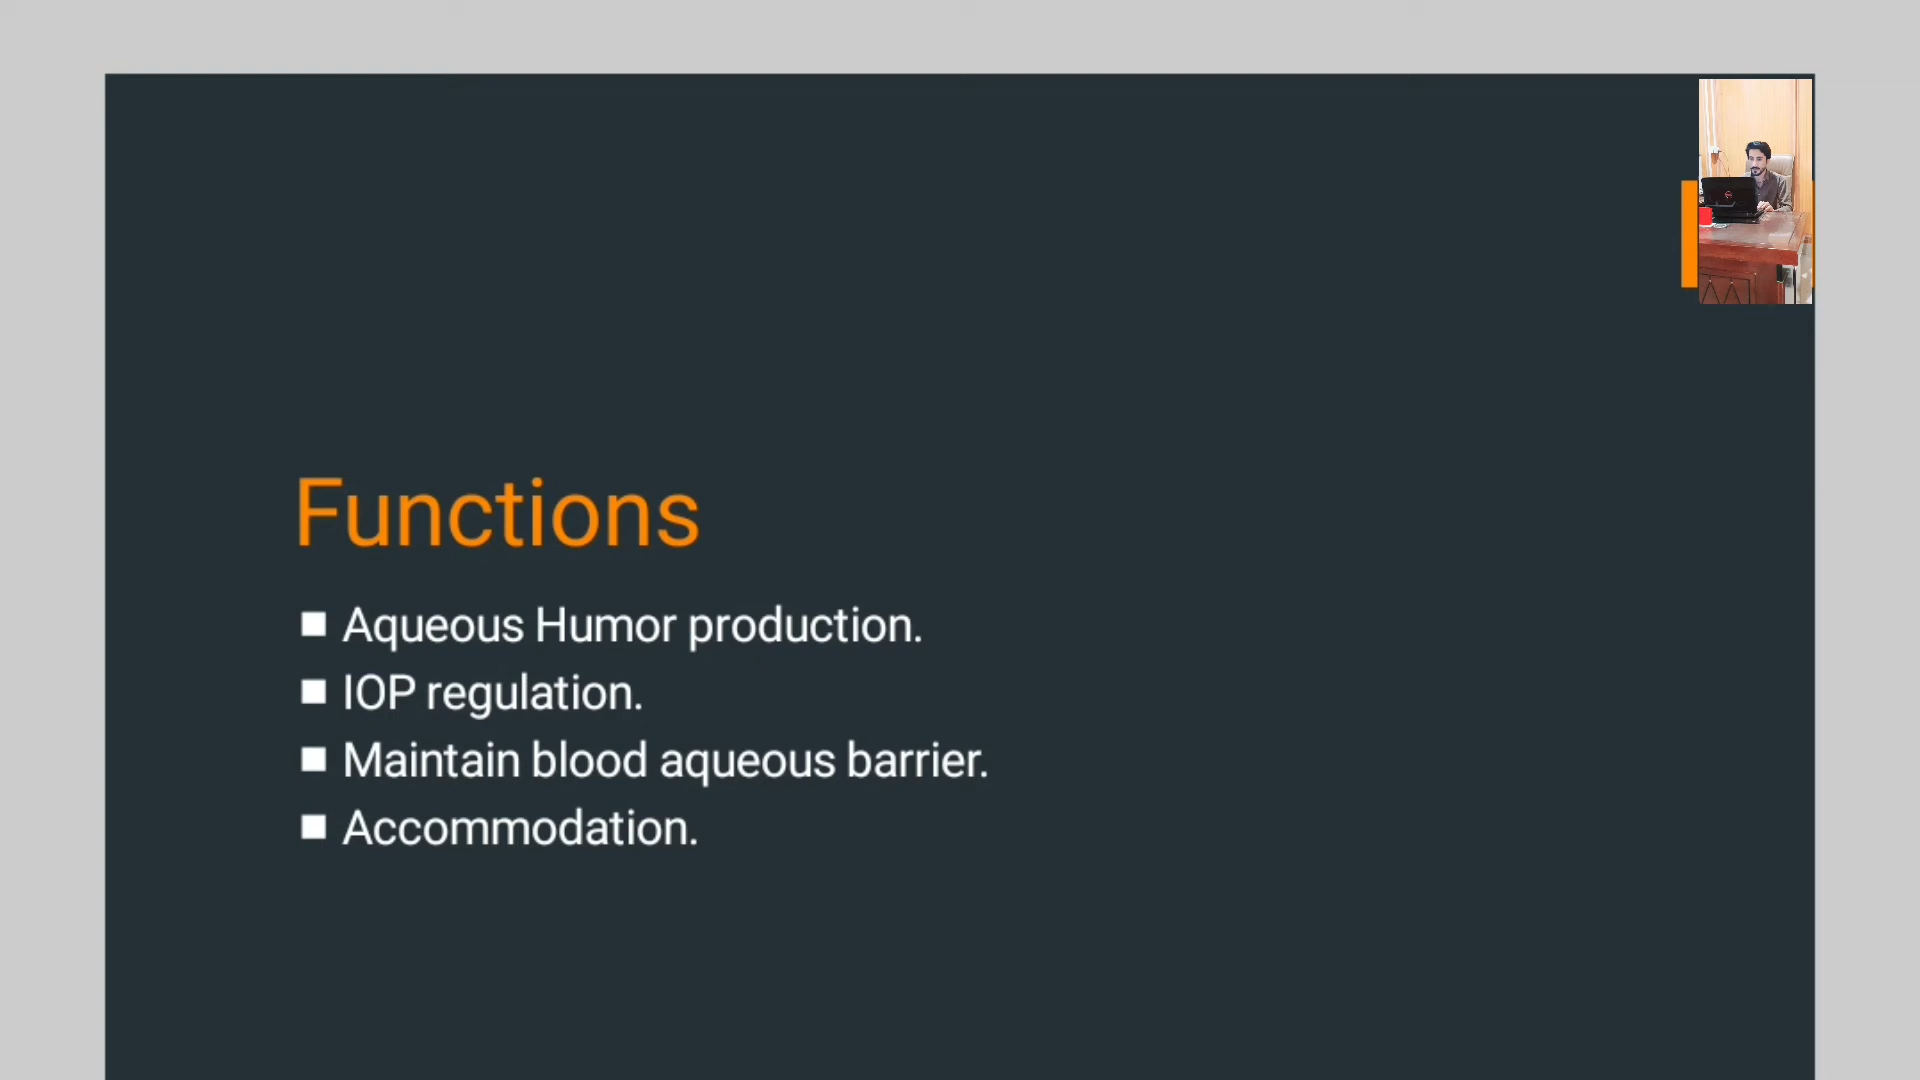 Functions
Aqueous Humor production.
IOP regulation.
Maintain blood aqueous barrier.
Accommodation.